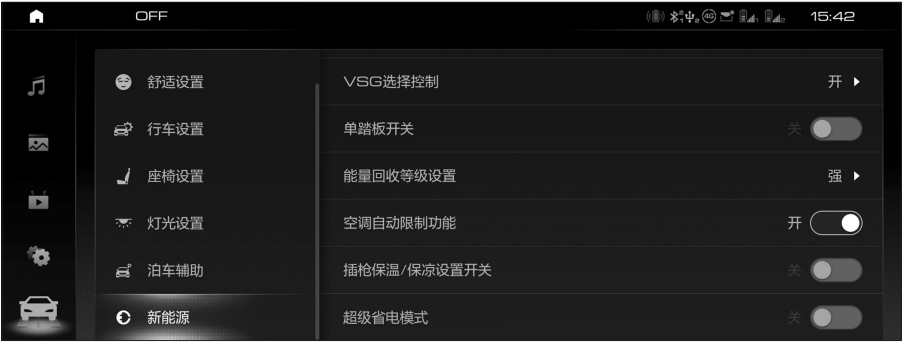 OFF
4G
15:42
舒适设置
VSG选择控制
开
行车设置
单踏板开关
关
座椅设置
能量回收等级设置
强
灯光设置
空调自动限制功能
开
泊车辅助
插枪保温/保凉设置开关
关
新能源
超级省电模式
关